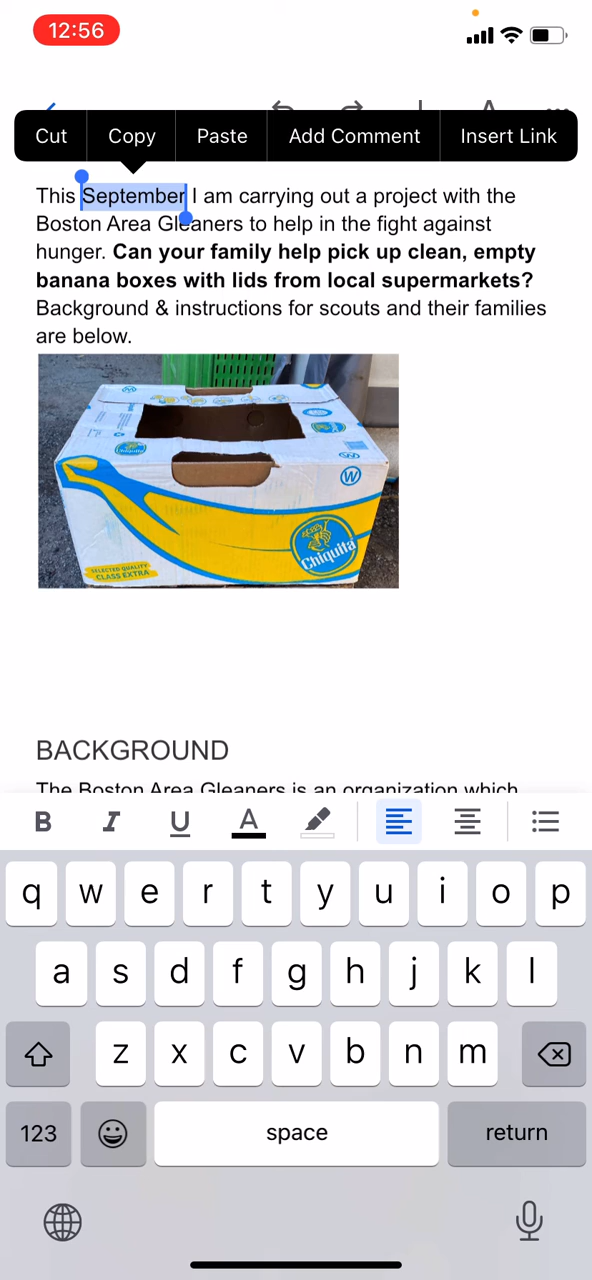 12:56
Cut Copy Paste Add Comment Insert Link
This September I am carrying out a project with the
Boston Area Gleaners to help in the fight against
hunger. Can your family help pick up clean, empty
banana boxes with lids from local supermarkets?
Background & instructions for scouts and their families
are below.
Chiquita
W
Chiquita
SELECTED QUALITY
CLASS EXTRA
BACKGROUND
The Boston Area Gleaners is an organization which
B I U A
q w e r t y u i o p
a s d f g h j k l
z x c v b n m
123 space return